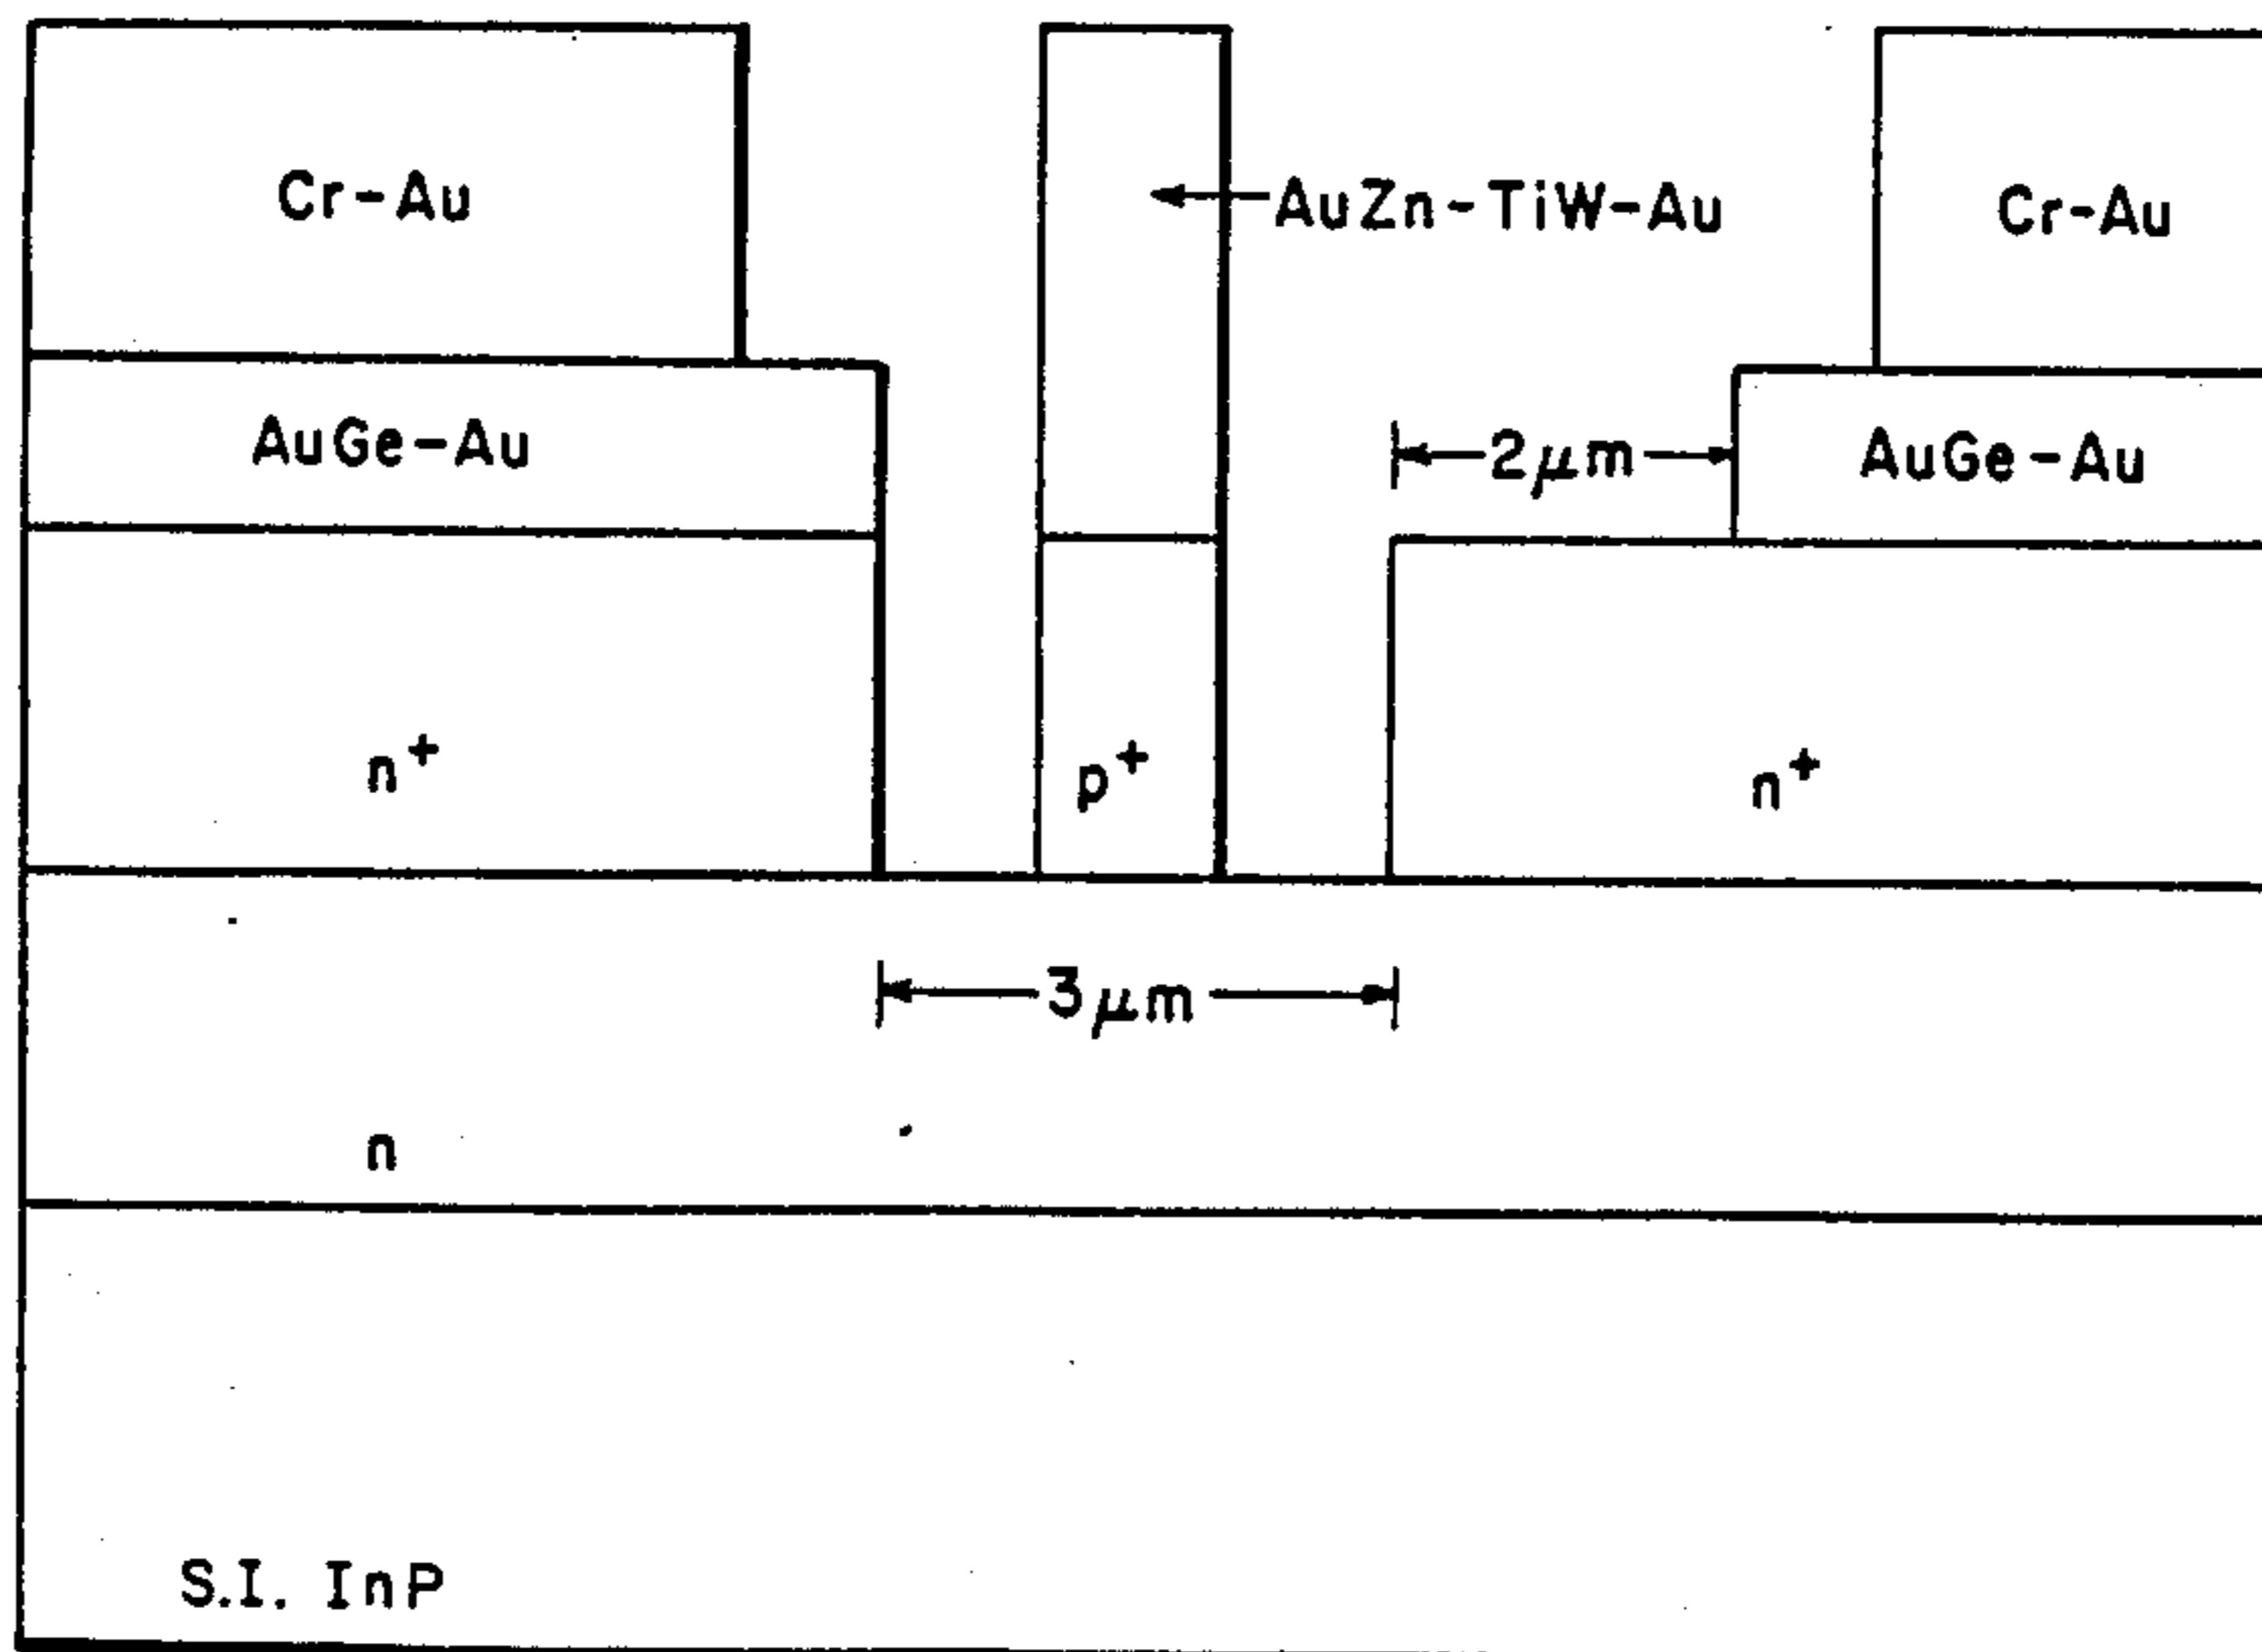 Cr-Au
AuZn-TiW-Au
Cr-Au
AuGe-Au
2μm
AuGe-Au
n⁺
p⁺
n⁺
3μm
n
S.I. InP